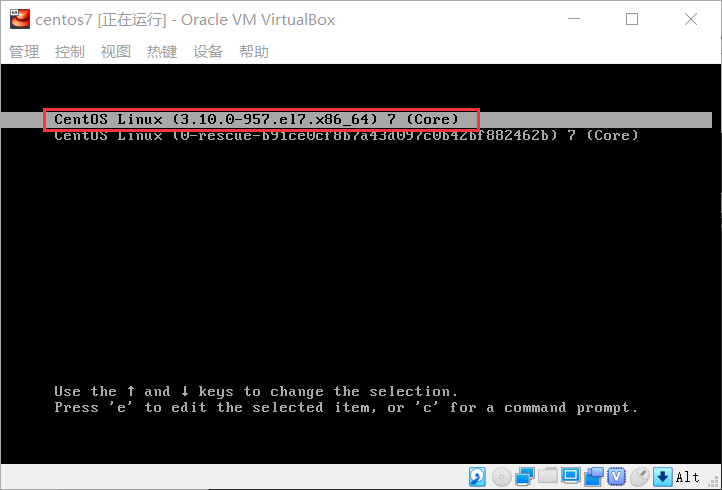 centos7 [正在运行] - Oracle VM VirtualBox
管理 控制 视图 热键 设备 帮助
CentOS Linux (3.10.0-957.el7.x86_64) 7 (Core)
CentOS Linux (0-rescue-b91ce0cf8b7a43d097c0b42bf882462b) 7 (Core)
Use the ↑ and ↓ keys to change the selection.
Press 'e' to edit the selected item, or 'c' for a command prompt.
Alt